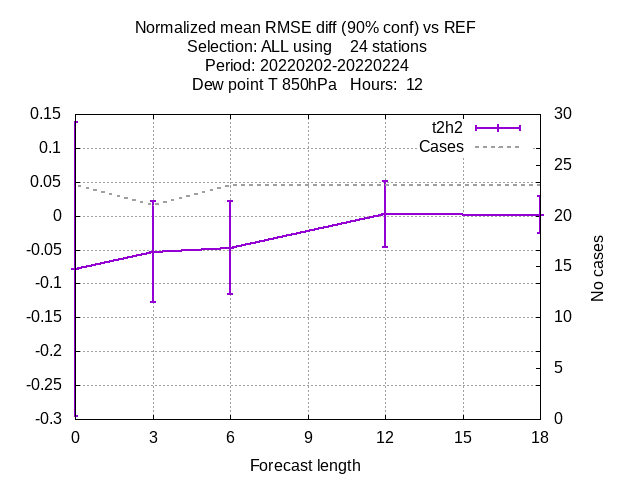 Normalized mean RMSE diff (90% conf) vs REF
Selection: ALL using    24 stations
Period: 20220202-20220224
Dew point T 850hPa   Hours:  12
t2h2
Cases
0.15
0.1
0.05
0
-0.05
-0.1
-0.15
-0.2
-0.25
-0.3
30
25
20
15
10
5
0
No cases
0 3 6 9 12 15 18
Forecast length